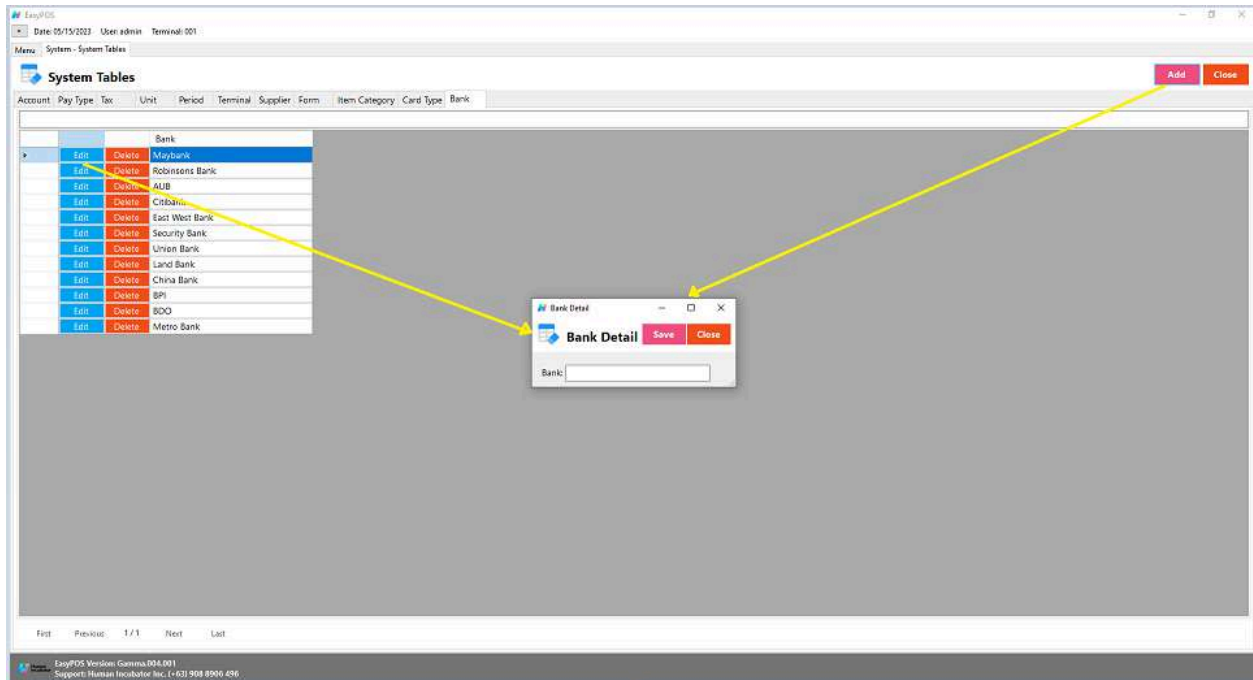 EasyPOS
Date: 05/15/2023 User: admin Terminal: 001
Menu System - System Tables
System Tables
Add Close
Account Pay Type Tax Unit Period Terminal Supplier Form Item Category Card Type Bank
Bank
Edit Delete Maybank
Edit Delete Robinsons Bank
Edit Delete AUB
Edit Delete Citibank
Edit Delete East West Bank
Edit Delete Security Bank
Edit Delete Union Bank
Edit Delete Land Bank
Edit Delete China Bank
Edit Delete BPI
Edit Delete BDO
Edit Delete Metro Bank
Bank Detail
Bank Detail Save Close
Bank:
First Previous 1 / 1 Next Last
EasyPOS Version: Gamma.004.001
Support: Human Incubator Inc. (+63) 908 8906 496